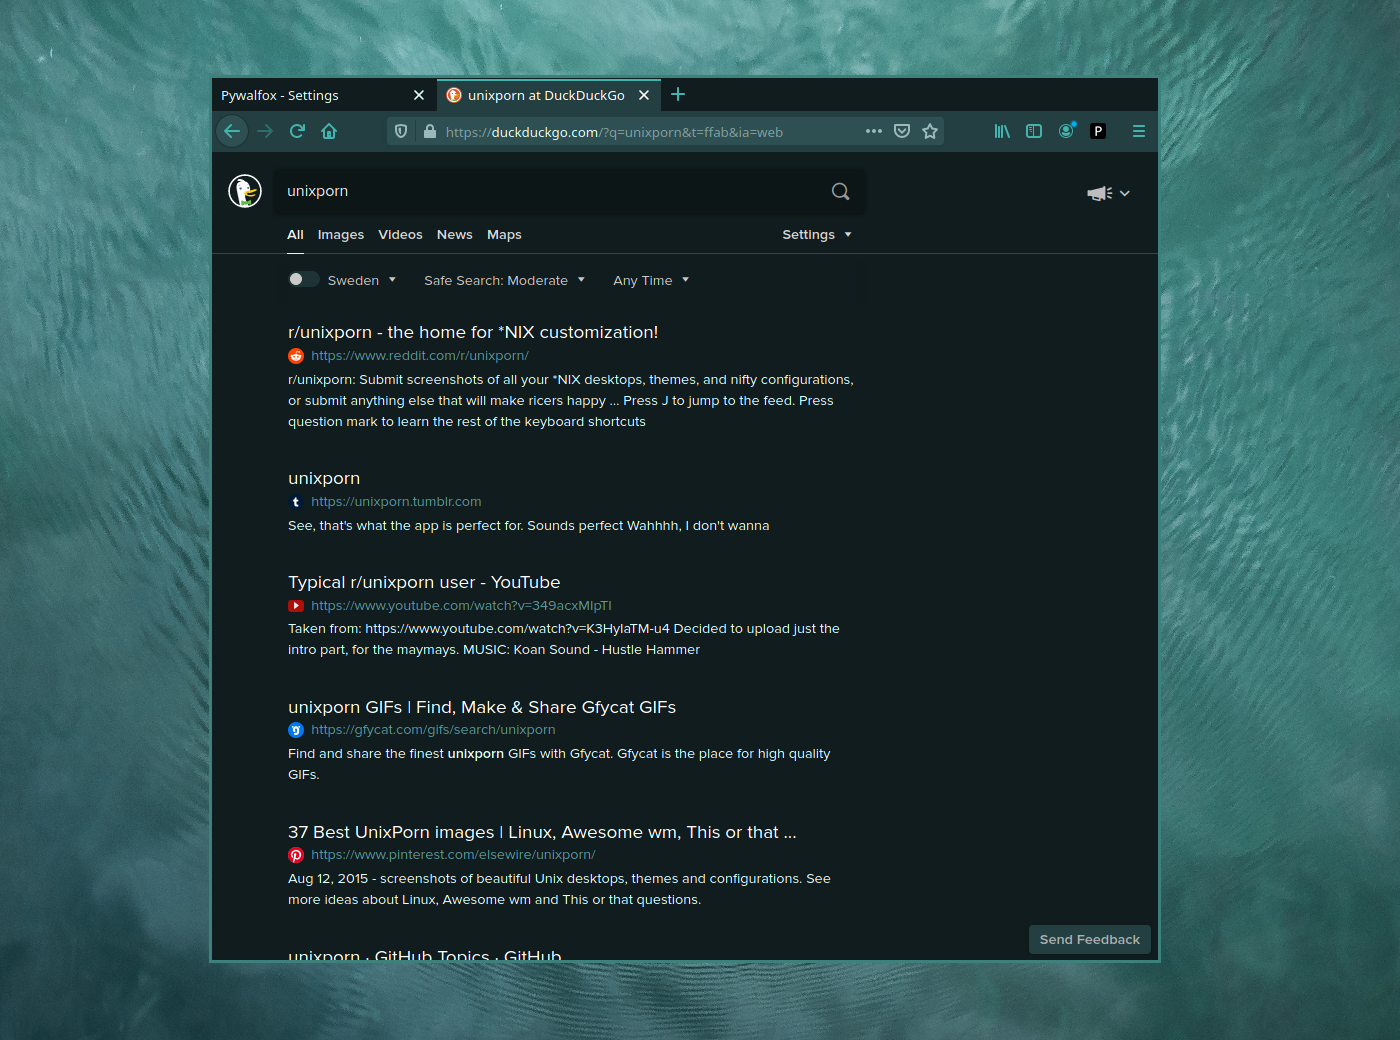 Pywalfox - Settings
unixporn at DuckDuckGo
https://duckduckgo.com/?q=unixporn&t=ffab&ia=web
P
unixporn
All Images Videos News Maps Settings
Sweden Safe Search: Moderate Any Time
r/unixporn - the home for *NIX customization!
https://www.reddit.com/r/unixporn/
r/unixporn: Submit screenshots of all your *NIX desktops, themes, and nifty configurations,
or submit anything else that will make ricers happy ... Press J to jump to the feed. Press
question mark to learn the rest of the keyboard shortcuts
unixporn
t https://unixporn.tumblr.com
See, that's what the app is perfect for. Sounds perfect Wahhhh, I don't wanna
Typical r/unixporn user - YouTube
https://www.youtube.com/watch?v=349acxMIpTI
Taken from: https://www.youtube.com/watch?v=K3HyIaTM-u4 Decided to upload just the
intro part, for the maymays. MUSIC: Koan Sound - Hustle Hammer
unixporn GIFs | Find, Make & Share Gfycat GIFs
https://gfycat.com/gifs/search/unixporn
Find and share the finest unixporn GIFs with Gfycat. Gfycat is the place for high quality
GIFs.
37 Best UnixPorn images | Linux, Awesome wm, This or that ...
https://www.pinterest.com/elsewire/unixporn/
Aug 12, 2015 - screenshots of beautiful Unix desktops, themes and configurations. See
more ideas about Linux, Awesome wm and This or that questions.
Send Feedback
unixporn · GitHub Topics · GitHub